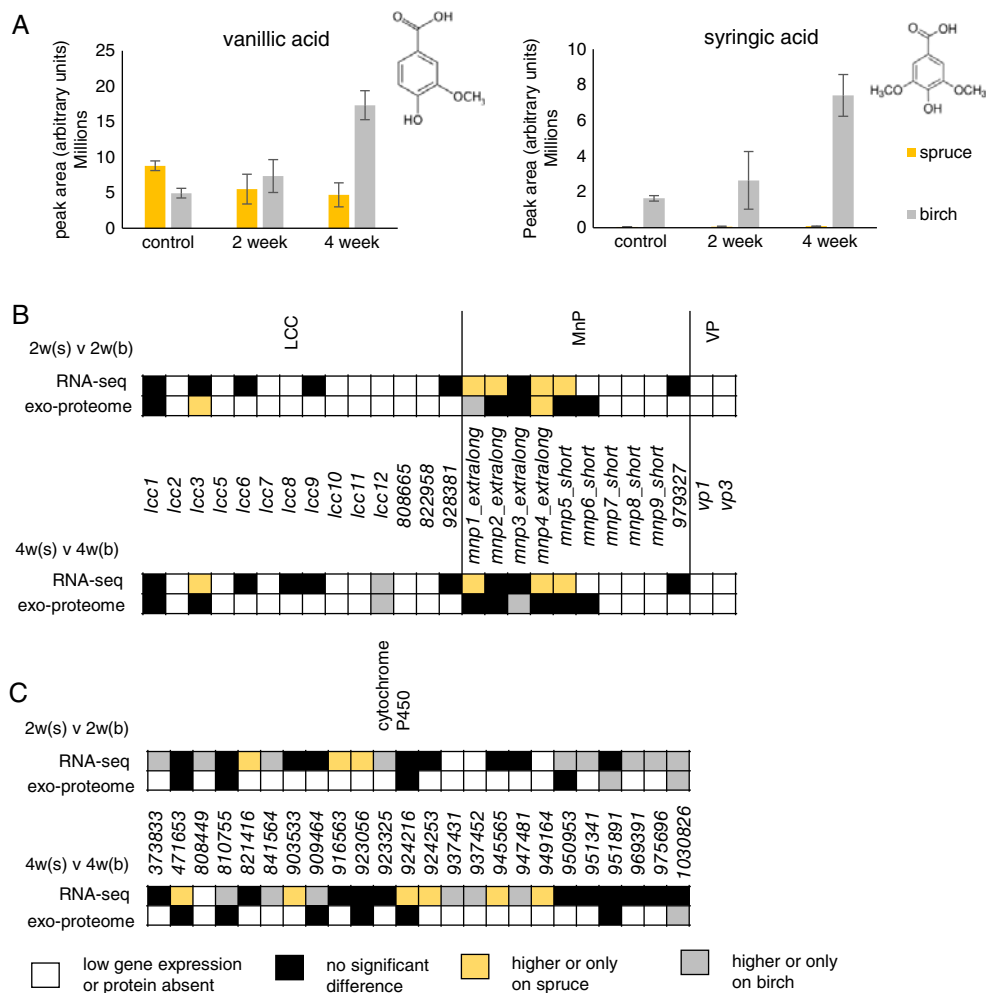 A
vanillic acid
peak area (arbitrary units)
Millions
25
20
15
10
5
0
control
2 week
4 week
O
OH
OCH3
HO
syringic acid
Peak area (arbitrary units)
Millions
10
8
6
4
2
0
control
2 week
4 week
O
OH
H3CO
OCH3
OH
spruce
birch
B
LCC
MnP
VP
2w(s) v 2w(b)
RNA-seq
exo-proteome
lcc1
lcc2
lcc3
lcc5
lcc6
lcc7
lcc8
lcc9
lcc10
lcc11
lcc12
808665
822958
928381
mnp1_extralong
mnp2_extralong
mnp3_extralong
mnp4_extralong
mnp5_short
mnp6_short
mnp7_short
mnp8_short
mnp9_short
979327
vp1
vp3
4w(s) v 4w(b)
RNA-seq
exo-proteome
C
cytochrome
P450
2w(s) v 2w(b)
RNA-seq
exo-proteome
373833
471653
808449
810755
821416
841564
903533
909464
916563
923056
923325
924216
924253
937431
937452
945565
947481
949164
950953
951341
951891
969391
975696
1030826
4w(s) v 4w(b)
RNA-seq
exo-proteome
low gene expression
or protein absent
no significant
difference
higher or only
on spruce
higher or only
on birch